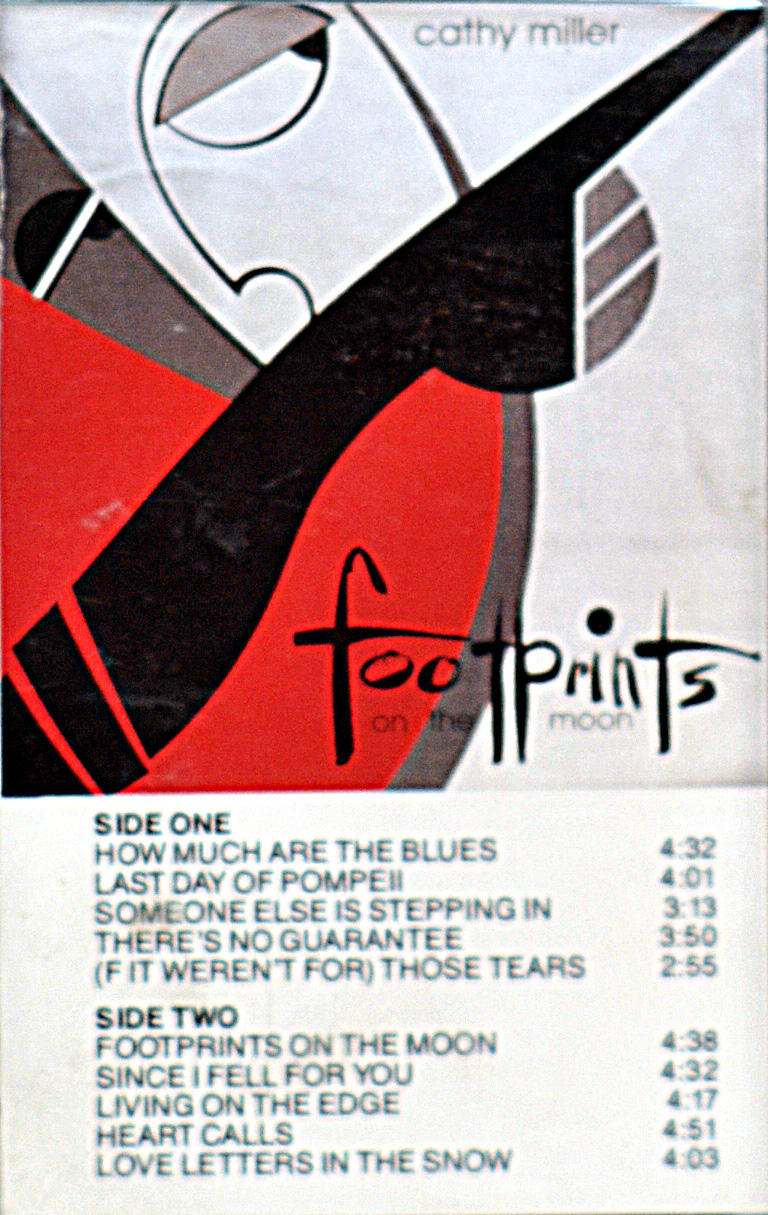 cathy miller
footprints
on the moon
SIDE ONE
HOW MUCH ARE THE BLUES 4:32
LAST DAY OF POMPEII 4:01
SOMEONE ELSE IS STEPPING IN 3:13
THERE'S NO GUARANTEE 3:50
(F IT WEREN'T FOR) THOSE TEARS 2:55
SIDE TWO
FOOTPRINTS ON THE MOON 4:38
SINCE I FELL FOR YOU 4:32
LIVING ON THE EDGE 4:17
HEART CALLS 4:51
LOVE LETTERS IN THE SNOW 4:03